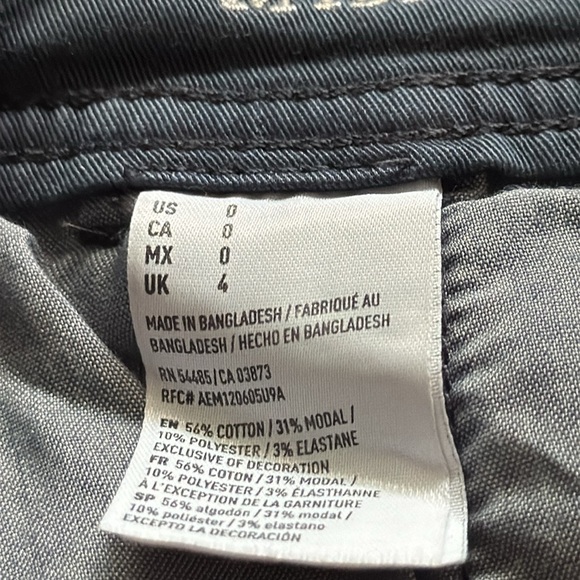 US 0
CA 0
MX 0
UK 4
MADE IN BANGLADESH / FABRIQUÉ AU
BANGLADESH / HECHO EN BANGLADESH
RN 54485 / CA 03873
RFC# AEM120605U9A
EN 56% COTTON / 31% MODAL /
10% POLYESTER / 3% ELASTANE
EXCLUSIVE OF DECORATION
FR 56% COTON / 31% MODAL /
10% POLYESTER / 3% ÉLASTHANNE
À L'EXCEPTION DE LA GARNITURE
SP 56% algodón / 31% modal /
10% poliéster / 3% elastano
EXCEPTO LA DECORACIÓN